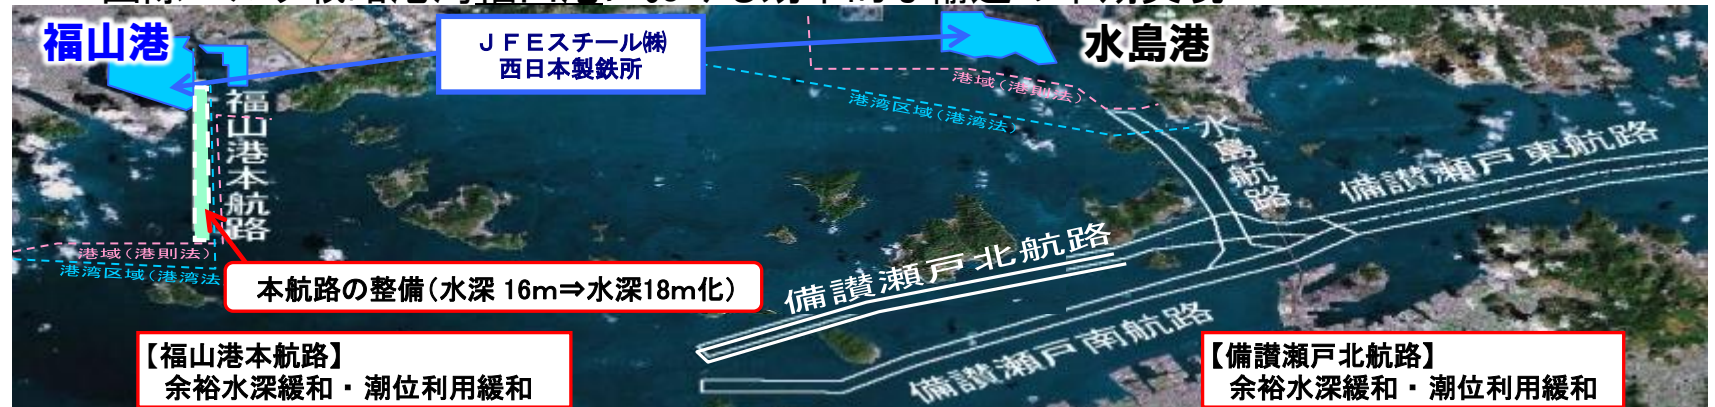 福山港
ＪＦＥスチール㈱
西日本製鉄所
水島港
港域(港則法)
港湾区域(港湾法)
福山港本航路
水島航路
備讃瀬戸東航路
港域(港則法)
港湾区域(港湾法
本航路の整備(水深 16m⇒水深18m化)
備讃瀬戸北航路
備讃瀬戸南航路
【福山港本航路】
余裕水深緩和・潮位利用緩和
【備讃瀬戸北航路】
余裕水深緩和・潮位利用緩和